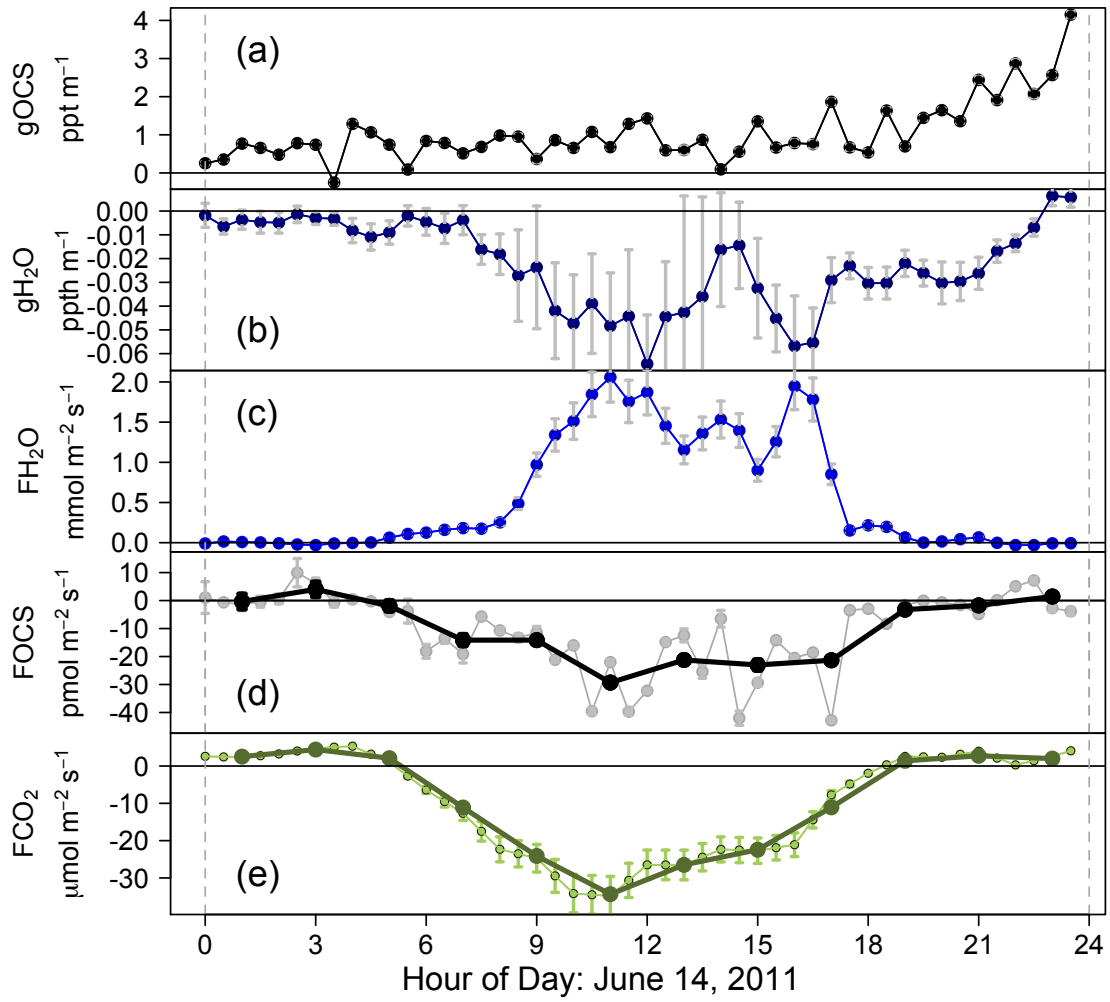 gOCS
ppt m⁻¹
(a)
4
3
2
1
0
gH₂O
ppth m⁻¹
(b)
0.00
-0.01
-0.02
-0.03
-0.04
-0.05
-0.06
FH₂O
mmol m⁻² s⁻¹
(c)
2.0
1.5
1.0
0.5
0.0
FOCS
pmol m⁻² s⁻¹
(d)
10
0
-10
-20
-30
-40
FCO₂
µmol m⁻² s⁻¹
(e)
0
-10
-20
-30
0 3 6 9 12 15 18 21 24
Hour of Day: June 14, 2011